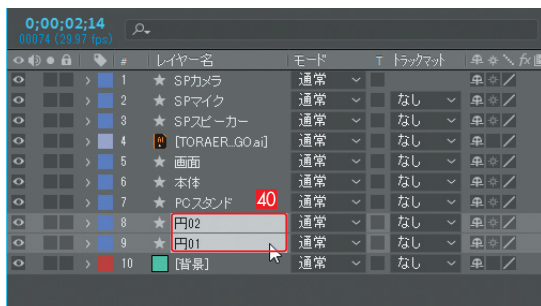 0;00;02;14
00074 (29.97 fps)
# レイヤー名 モード T トラックマット fx
1 SPカメラ 通常
2 SPマイク 通常 なし
3 SPスピーカー 通常 なし
4 [TORAER_GO.ai] 通常 なし
5 画面 通常 なし
6 本体 通常 なし
7 PCスタンド 40 通常 なし
8 円02 通常 なし
9 円01 通常 なし
10 [背景] 通常 なし